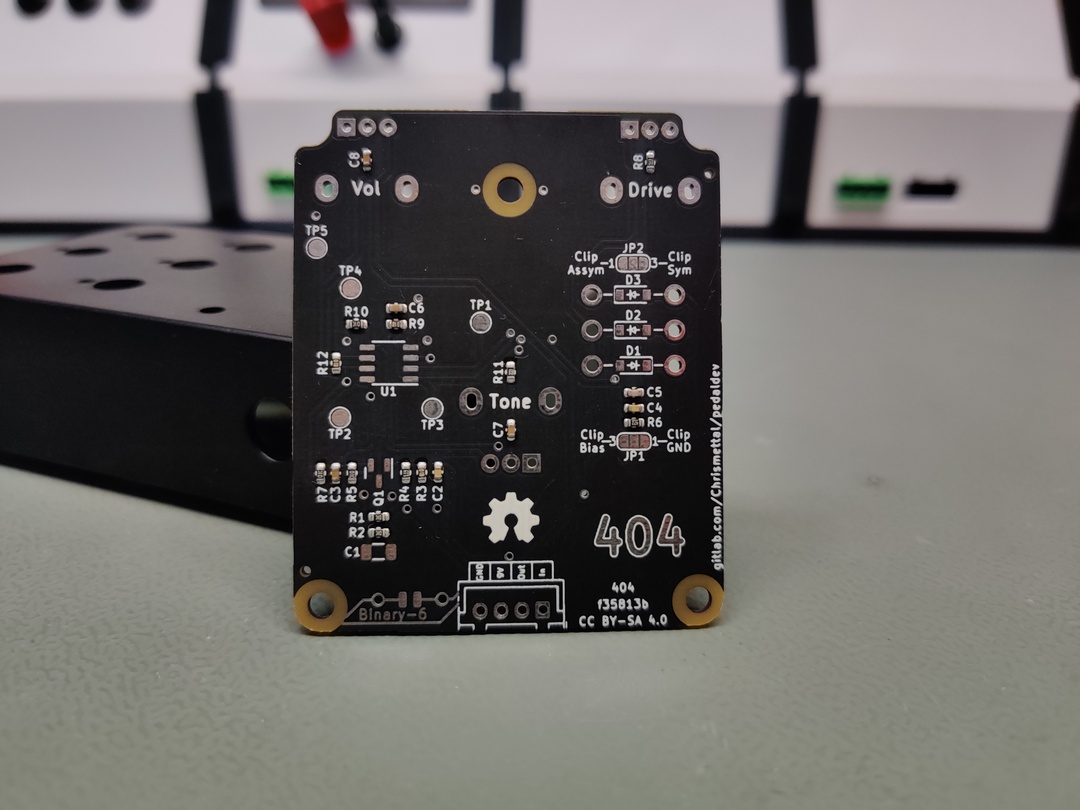 C8
R8
Vol
Drive
TP5
JP2
Clip
Assym
1
3
Clip
Sym
TP4
D3
C6
TP1
R10
R9
D2
R12
D1
R11
U1
Tone
C5
C4
R6
TP2
TP3
C7
Clip
Bias
3
1
Clip
GND
JP1
R7
C3
R5
Q1
R4
R3
C2
R1
R2
C1
404
gitlab.com/Chrismettal/pedaldev
GND
9V
Out
In
Binary-6
404
f35813b
CC BY-SA 4.0